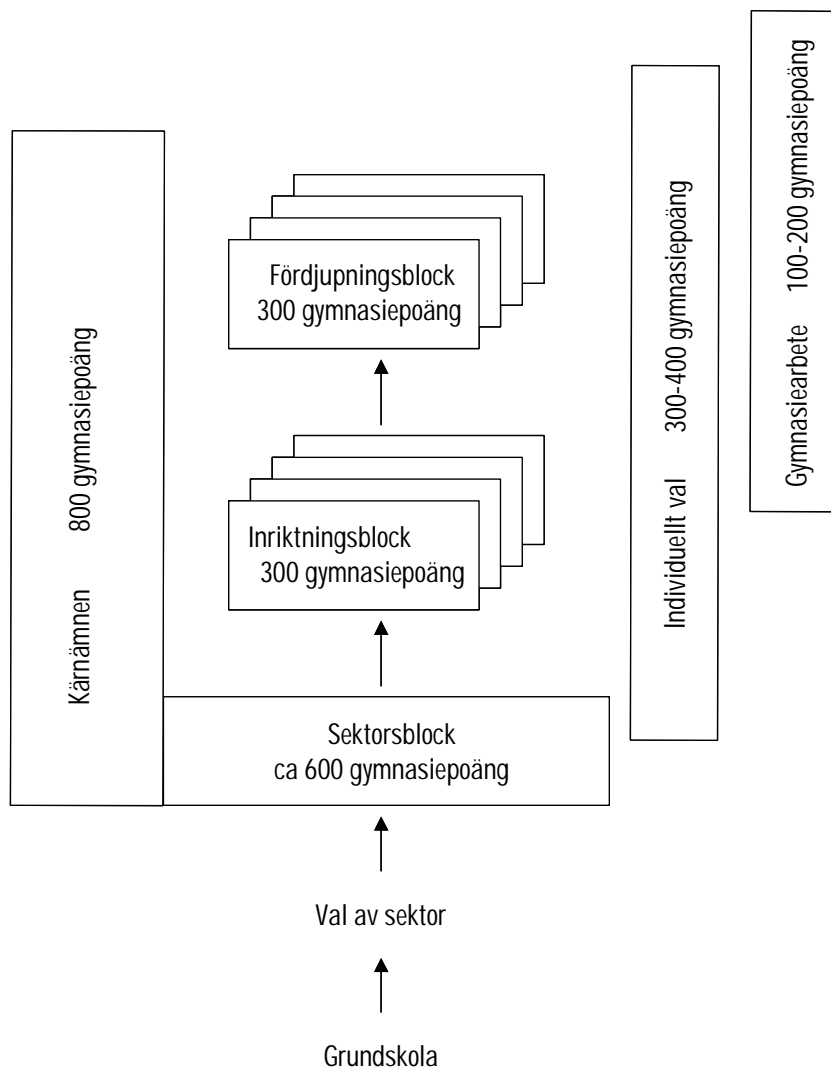 Kärnämnen 800 gymnasiepoäng
Fördjupningsblock
300 gymnasiepoäng
Inriktningsblock
300 gymnasiepoäng
Sektorsblock
ca 600 gymnasiepoäng
Val av sektor
Grundskola
Individuellt val 300-400 gymnasiepoäng
Gymnasiearbete 100-200 gymnasiepoäng